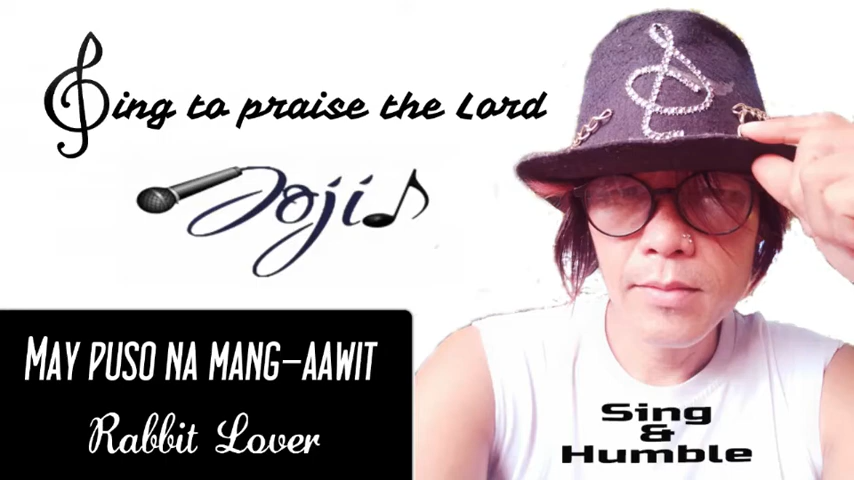 Sing to praise the Lord
Joji
MAY PUSO NA MANG-AAWIT
Rabbit Lover
Sing
&
Humble